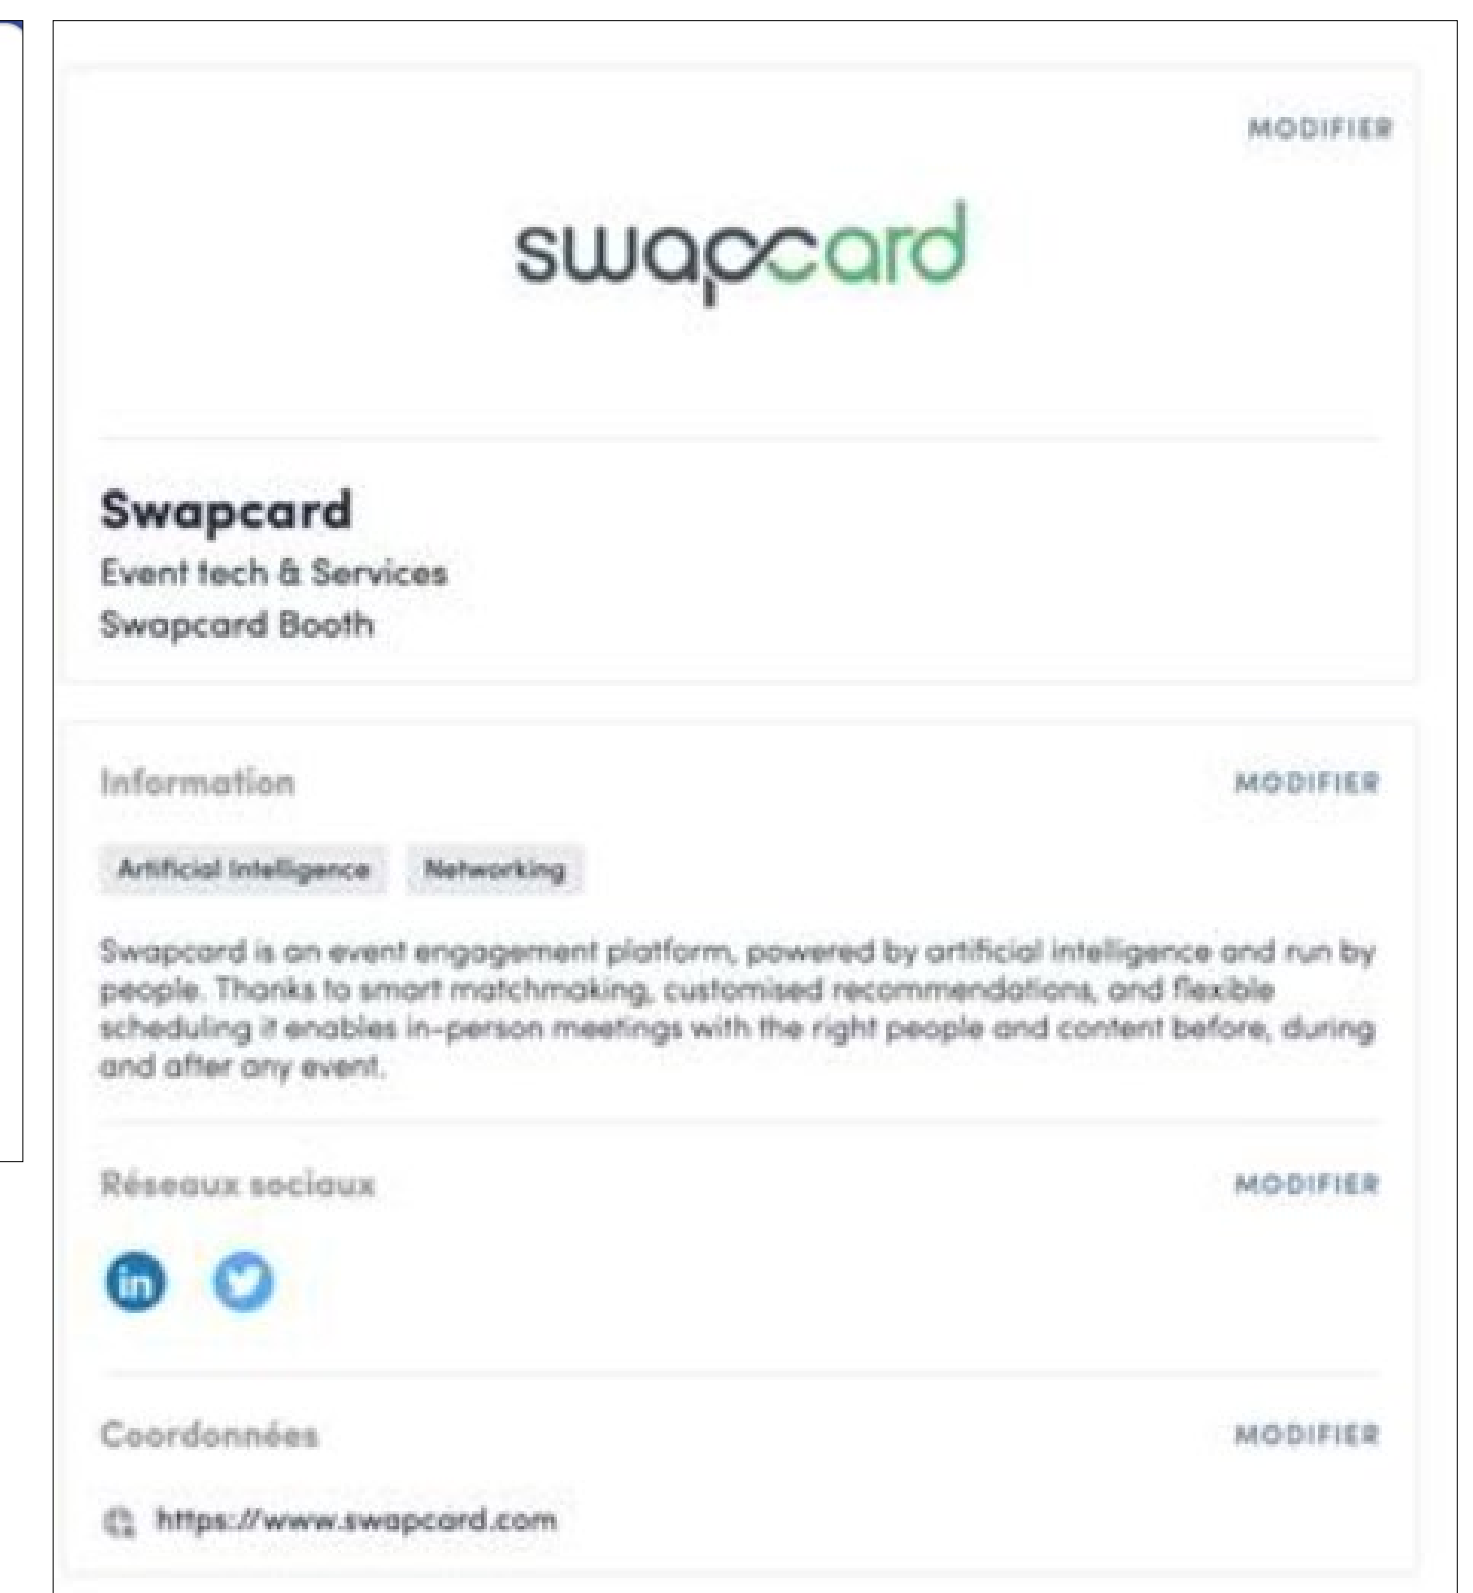 MODIFIER
swapcard
Swapcard
Event tech & Services
Swapcard Booth
Information
MODIFIER
Artificial Intelligence
Networking
Swapcard is an event engagement platform, powered by artificial intelligence and run by
people. Thanks to smart matchmaking, customised recommendations, and flexible
scheduling it enables in-person meetings with the right people and content before, during
and after any event.
Réseaux sociaux
MODIFIER
in
Coordonnées
MODIFIER
https://www.swapcard.com